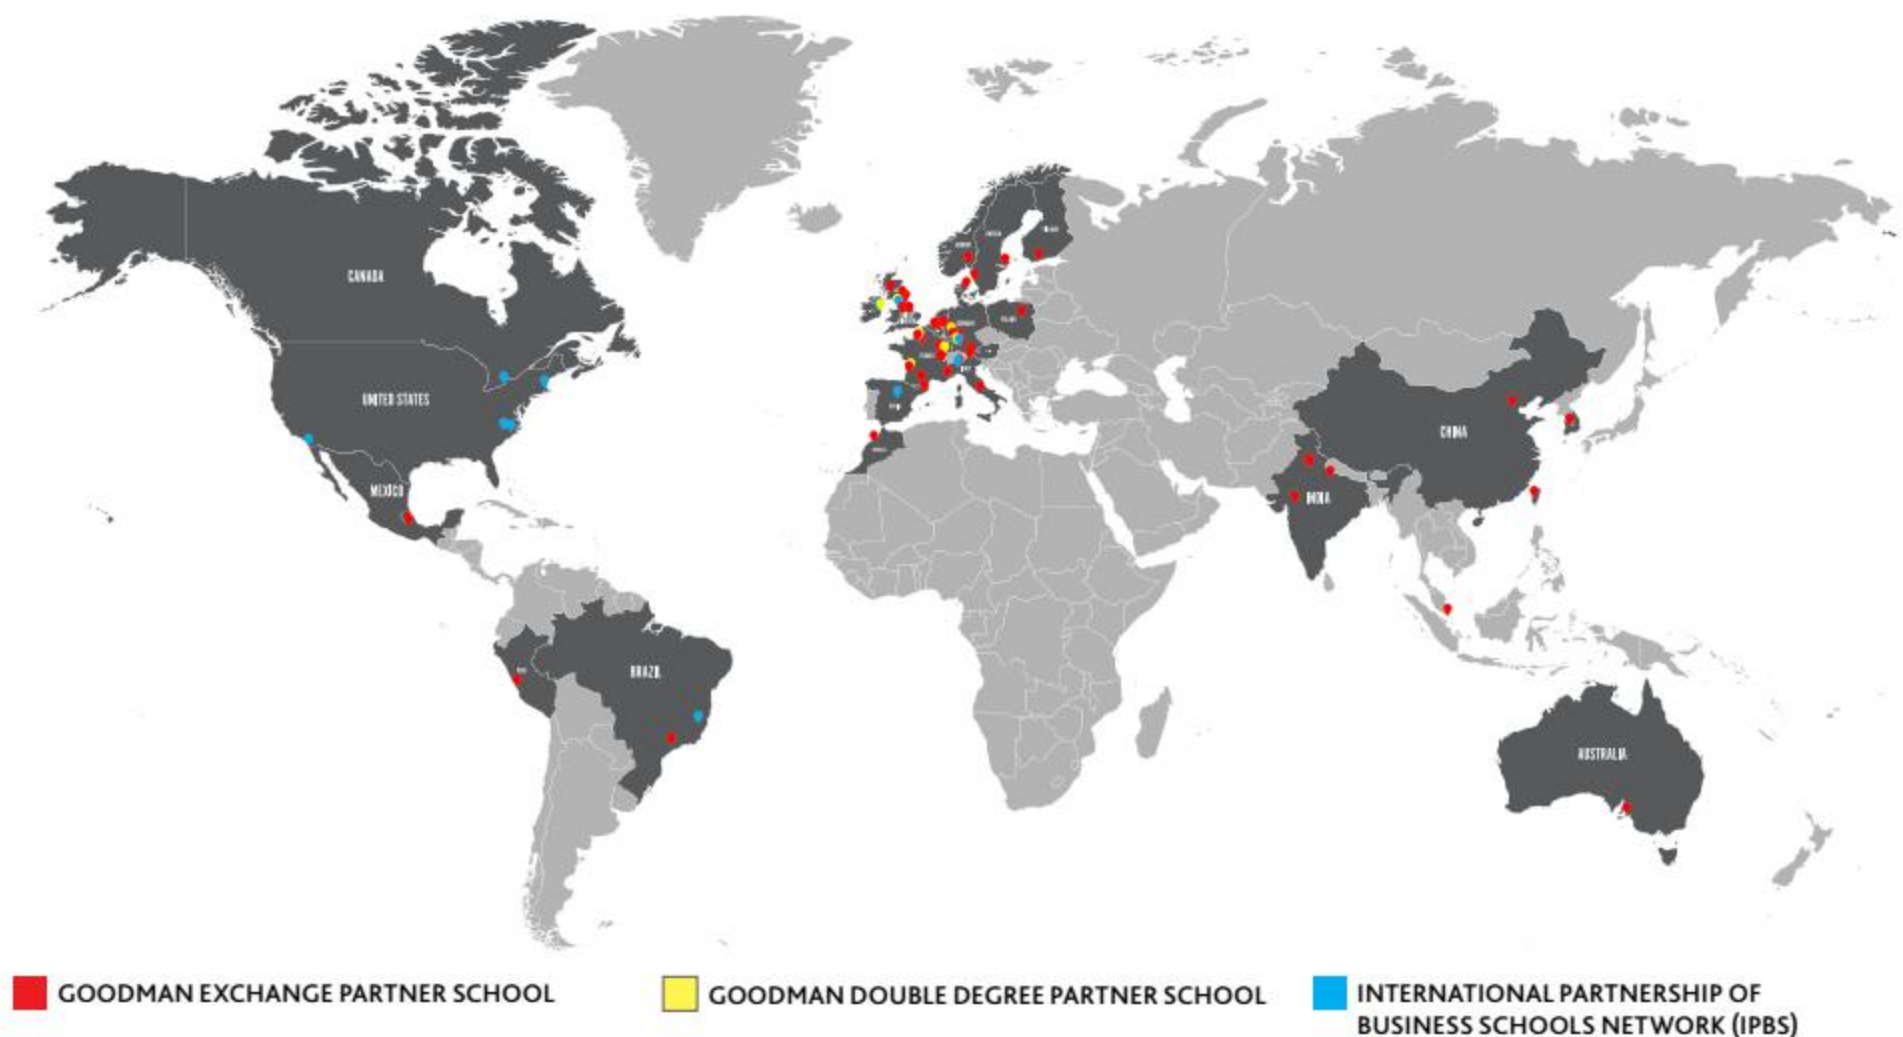 CANADA
UNITED STATES
MEXICO
BRAZIL
CHINA
INDIA
AUSTRALIA
GOODMAN EXCHANGE PARTNER SCHOOL
GOODMAN DOUBLE DEGREE PARTNER SCHOOL
INTERNATIONAL PARTNERSHIP OF
BUSINESS SCHOOLS NETWORK (IPBS)